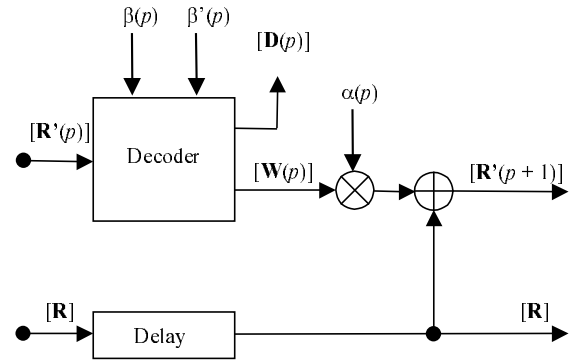 β(p) β'(p)
[D(p)]
α(p)
[R'(p)]
Decoder
[W(p)]
[R'(p + 1)]
[R]
Delay
[R]